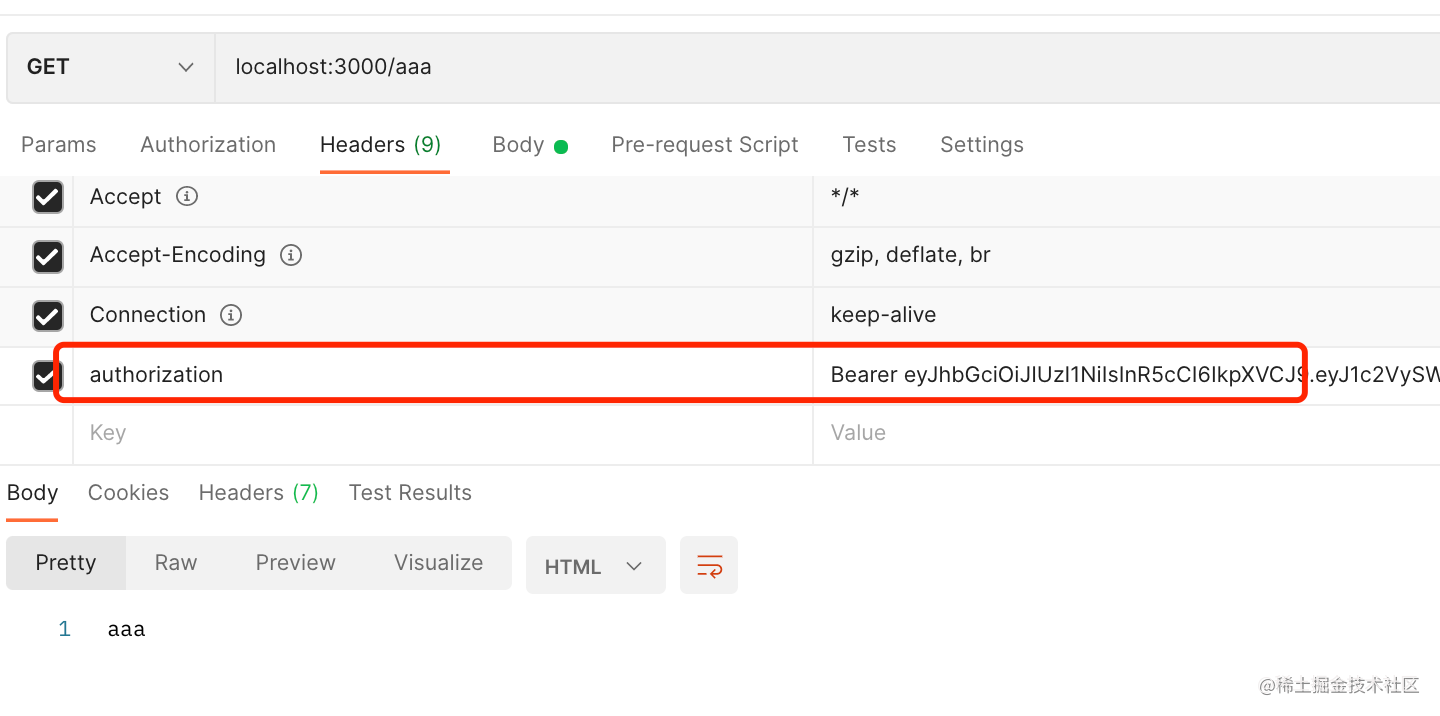 GET localhost:3000/aaa
Params Authorization Headers (9) Body Pre-request Script Tests Settings
Accept */*
Accept-Encoding gzip, deflate, br
Connection keep-alive
authorization Bearer eyJhbGciOiJIUzI1NiIsInR5cCI6IkpXVCJ9.eyJ1c2VySW
Key Value
Body Cookies Headers (7) Test Results
Pretty Raw Preview Visualize HTML
1 aaa
@稀土掘金技术社区